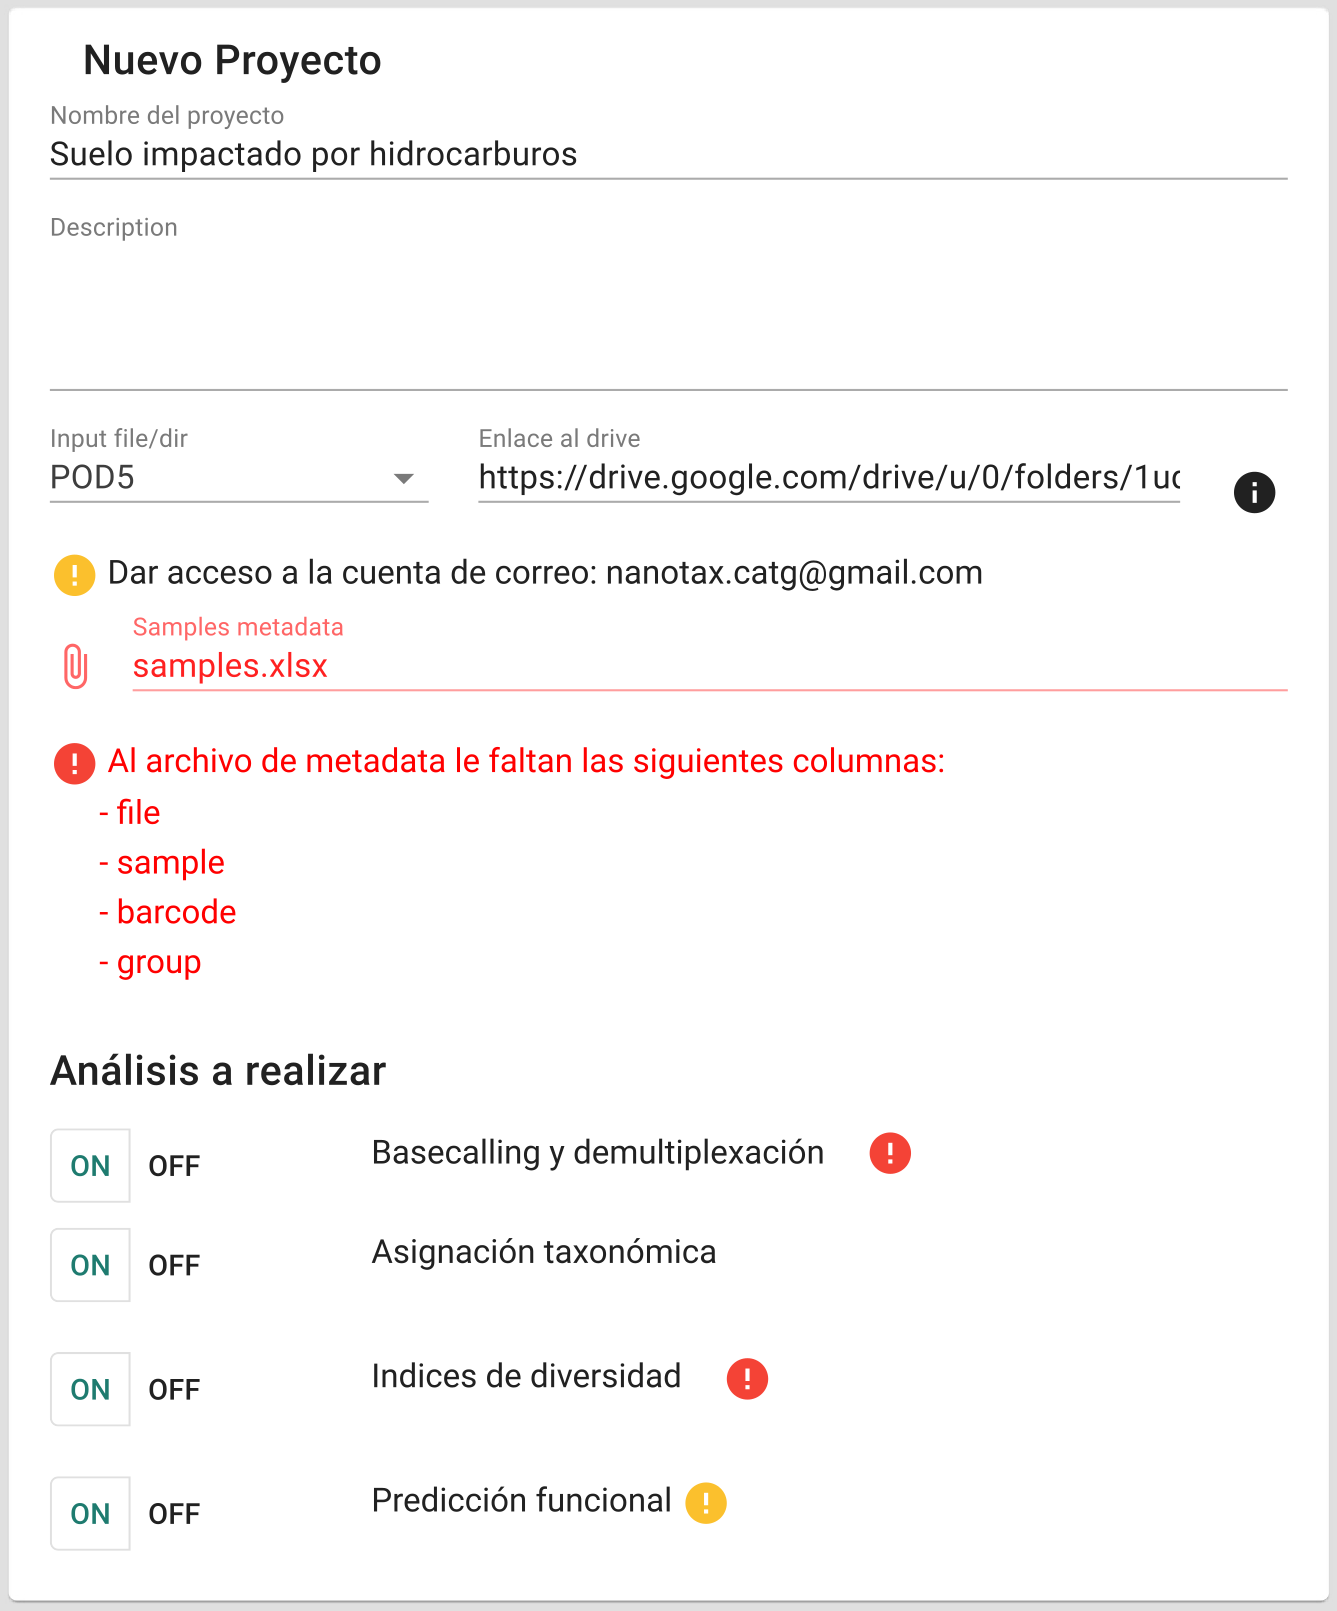 Nuevo Proyecto
Nombre del proyecto
Suelo impactado por hidrocarburos
Description
Input file/dir
POD5
Enlace al drive
https://drive.google.com/drive/u/0/folders/1uc
Dar acceso a la cuenta de correo: nanotax.catg@gmail.com
Samples metadata
samples.xlsx
Al archivo de metadata le faltan las siguientes columnas:
- file
- sample
- barcode
- group
Análisis a realizar
ON OFF Basecalling y demultiplexación
ON OFF Asignación taxonómica
ON OFF Indices de diversidad
ON OFF Predicción funcional